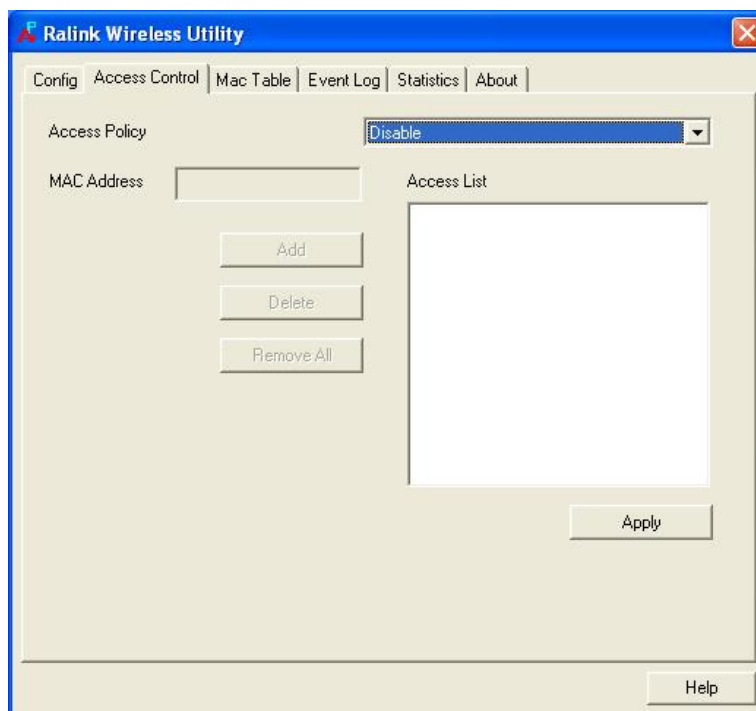 Ralink Wireless Utility
Config Access Control Mac Table Event Log Statistics About
Access Policy Disable
MAC Address Access List
Add
Delete
Remove All
Apply
Help